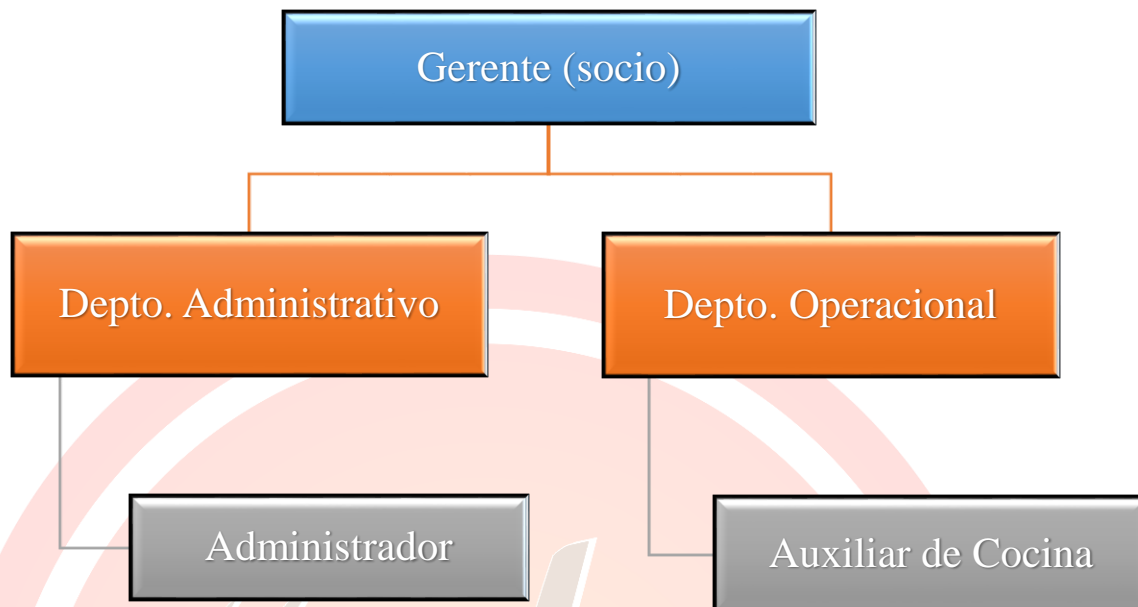 Gerente (socio)
Depto. Administrativo
Depto. Operacional
Administrador
Auxiliar de Cocina